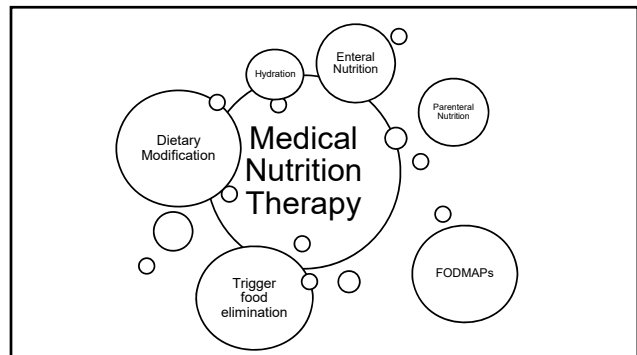 Hydration
Enteral
Nutrition
Parenteral
Nutrition
Dietary
Modification
Medical
Nutrition
Therapy
FODMAPs
Trigger
food
elimination